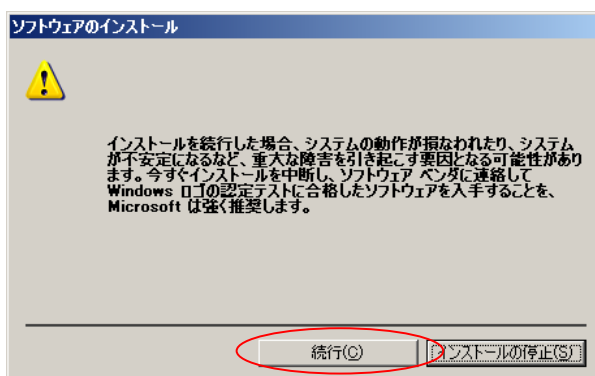 ソフトウェアのインストール
インストールを続行した場合、システムの動作が損なわれたり、システム
が不安定になるなど、重大な障害を引き起こす要因となる可能性があり
ます。今すぐインストールを中断し、ソフトウェア ベンダに連絡して
Windows ロゴの認定テストに合格したソフトウェアを入手することを、
Microsoft は強く推奨します。
続行(C)
インストールの停止(S)